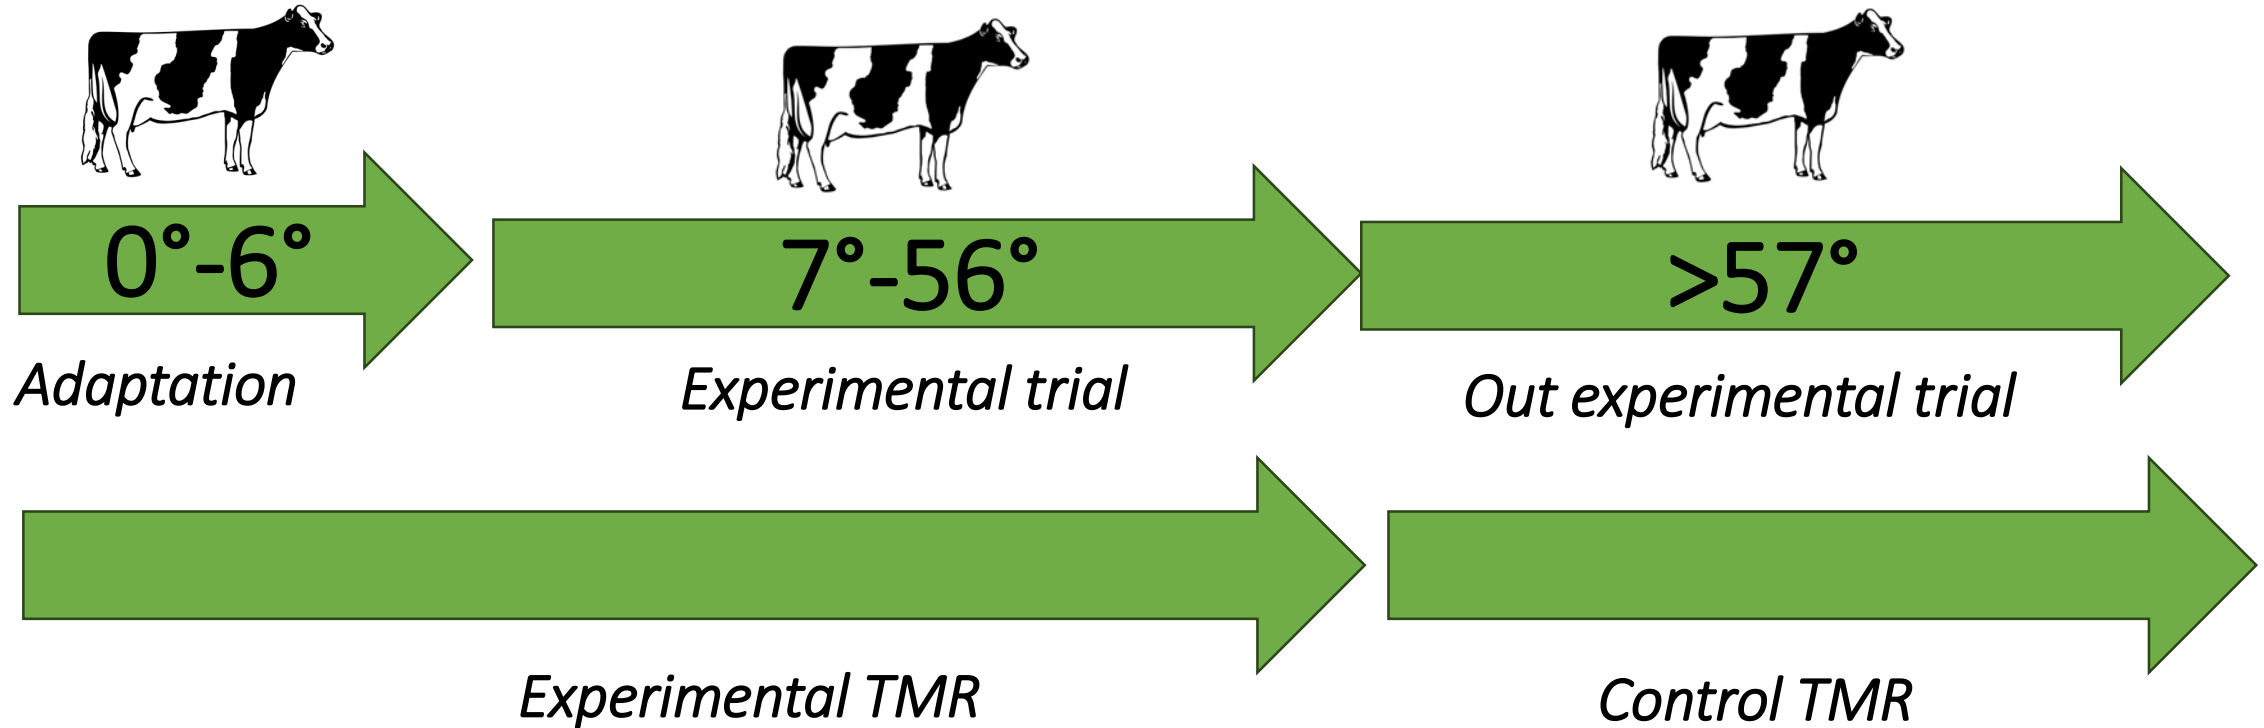 0°-6°
7°-56°
>57°
Adaptation
Experimental trial
Out experimental trial
Experimental TMR
Control TMR